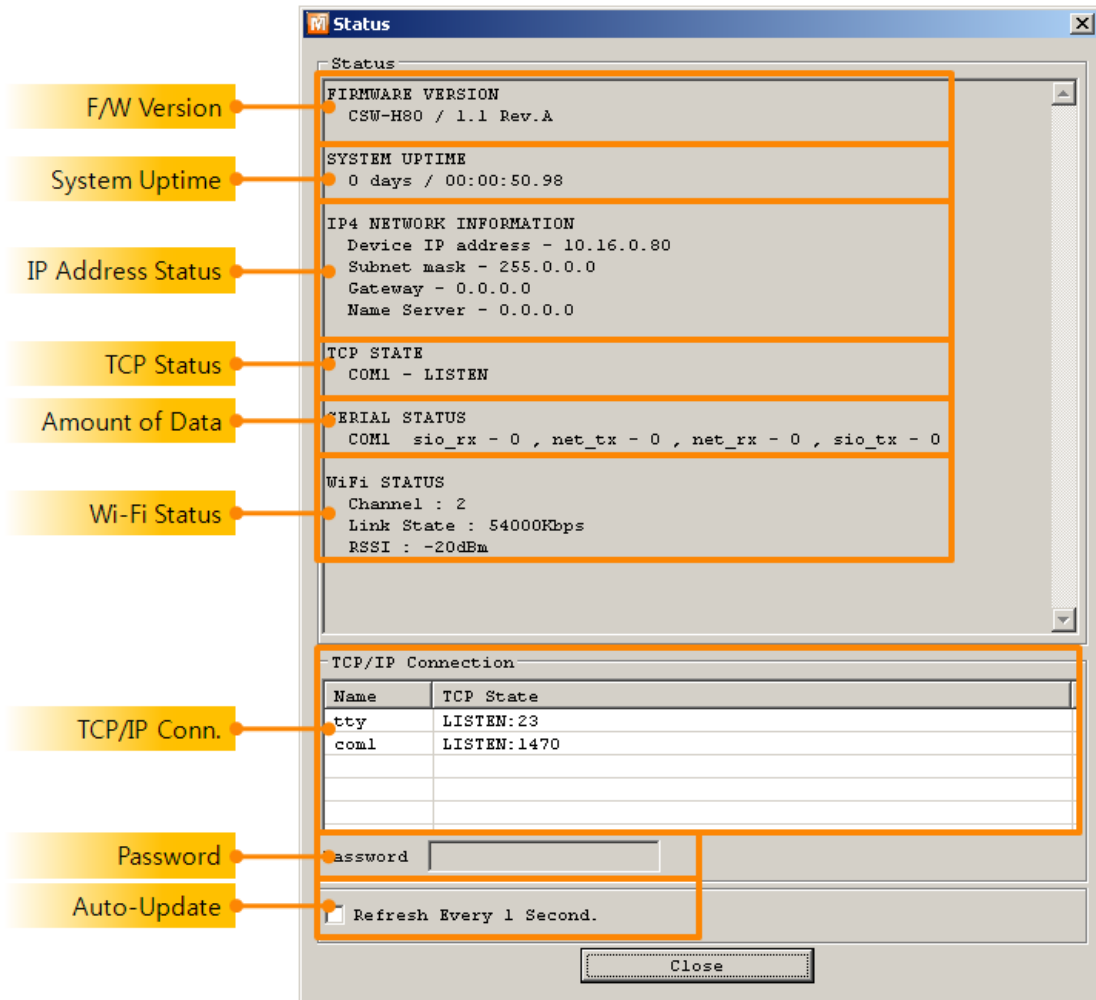 Status
Status
F/W Version
FIRMWARE VERSION
CSW-H80 / 1.1 Rev.A
System Uptime
SYSTEM UPTIME
0 days / 00:00:50.98
IP Address Status
IP4 NETWORK INFORMATION
Device IP address - 10.16.0.80
Subnet mask - 255.0.0.0
Gateway - 0.0.0.0
Name Server - 0.0.0.0
TCP Status
TCP STATE
COM1 - LISTEN
Amount of Data
SERIAL STATUS
COM1 sio_rx - 0 , net_tx - 0 , net_rx - 0 , sio_tx - 0
Wi-Fi Status
WiFi STATUS
Channel : 2
Link State : 54000Kbps
RSSI : -20dBm
TCP/IP Conn.
TCP/IP Connection
Name TCP State
tty LISTEN:23
com1 LISTEN:1470
Password
Password
Auto-Update
Refresh Every 1 Second.
Close